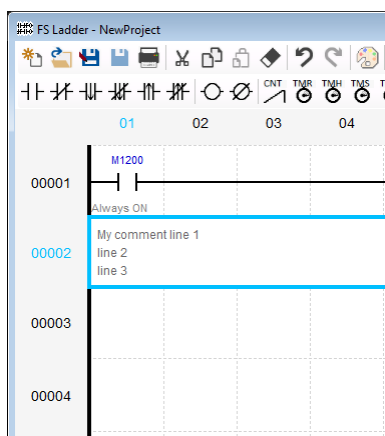 FS Ladder - NewProject
CNT TMR TMH TMS
01 02 03 04
M1200
00001
Always ON
My comment line 1
00002 line 2
line 3
00003
00004